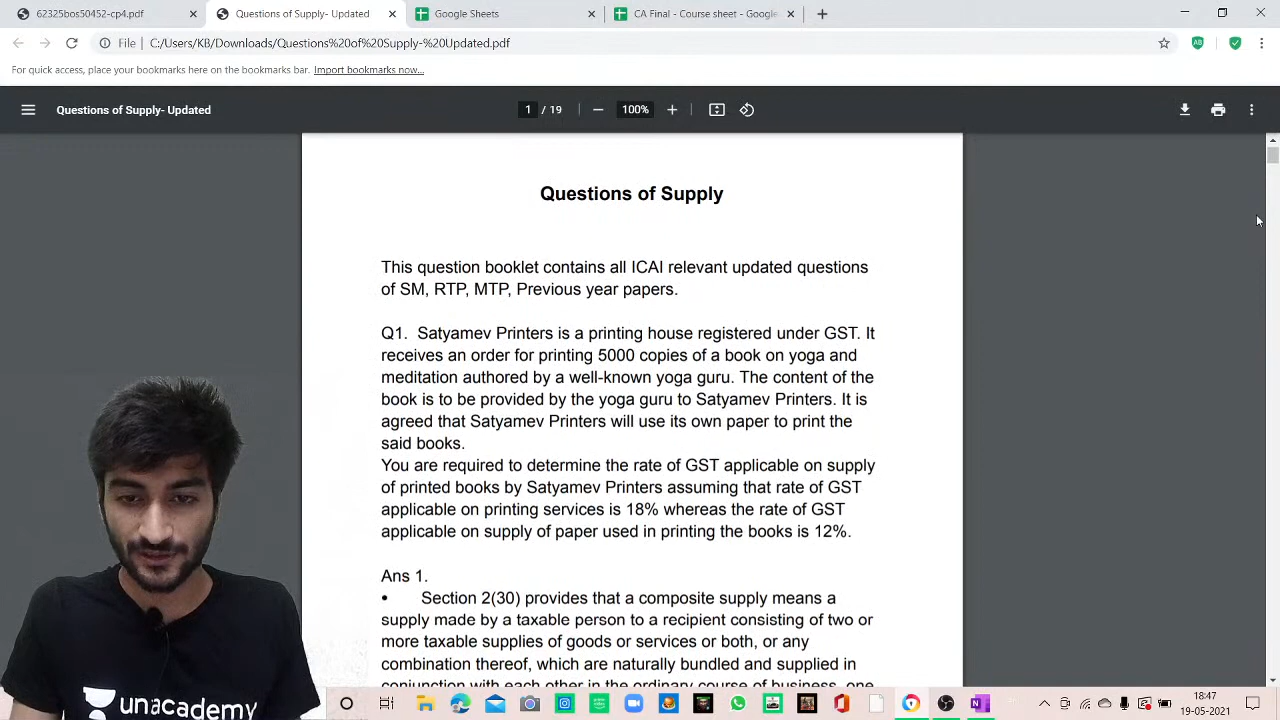 62325bos50452-cp4.pdf
Questions of Supply- Updated
Google Sheets
CA Final - Course sheet - Google
File
C:/Users/KB/Downloads/Questions%20of%20Supply-%20Updated.pdf
For quick access, place your bookmarks here on the bookmarks bar. Import bookmarks now...
Questions of Supply- Updated
1 / 19
100%
Questions of Supply
This question booklet contains all ICAI relevant updated questions
of SM, RTP, MTP, Previous year papers.
Q1. Satyamev Printers is a printing house registered under GST. It
receives an order for printing 5000 copies of a book on yoga and
meditation authored by a well-known yoga guru. The content of the
book is to be provided by the yoga guru to Satyamev Printers. It is
agreed that Satyamev Printers will use its own paper to print the
said books.
You are required to determine the rate of GST applicable on supply
of printed books by Satyamev Printers assuming that rate of GST
applicable on printing services is 18% whereas the rate of GST
applicable on supply of paper used in printing the books is 12%.
Ans 1.
• Section 2(30) provides that a composite supply means a
supply made by a taxable person to a recipient consisting of two or
more taxable supplies of goods or services or both, or any
combination thereof, which are naturally bundled and supplied in
conjunction with each other in the ordinary course of business, one
unacademy
18:47
19-05-2021